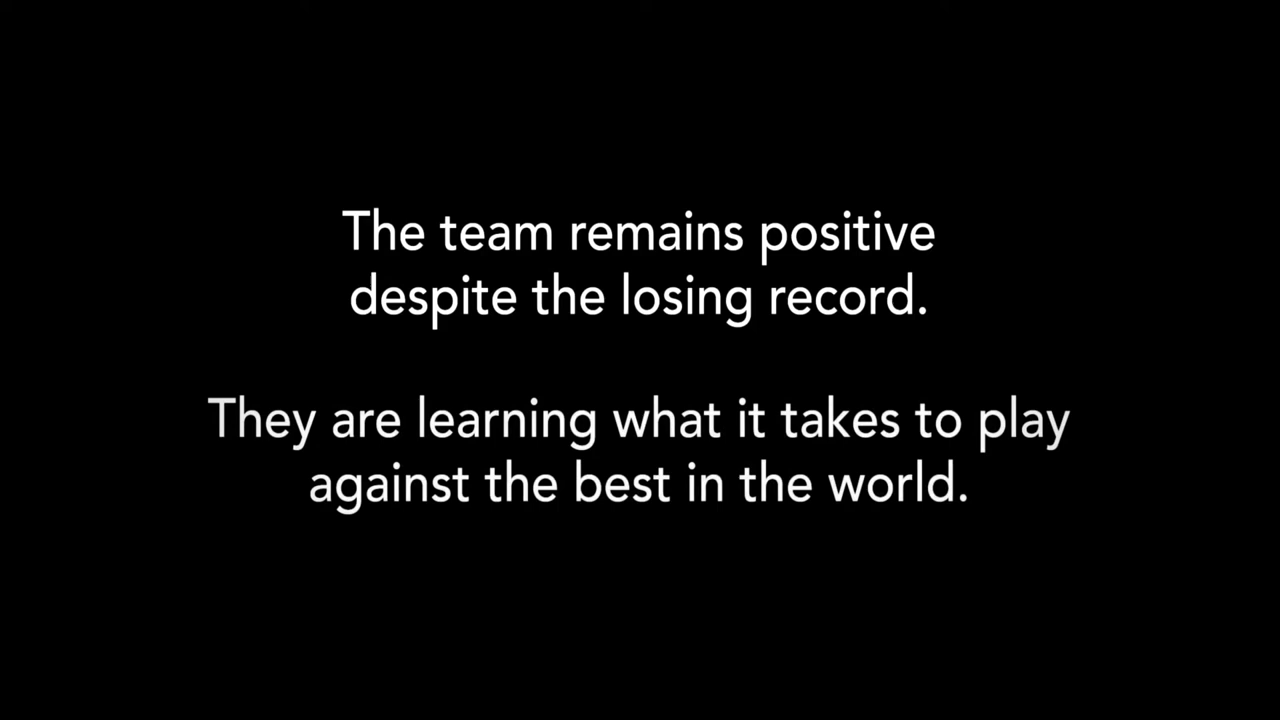 The team remains positive
despite the losing record.
They are learning what it takes to play
against the best in the world.